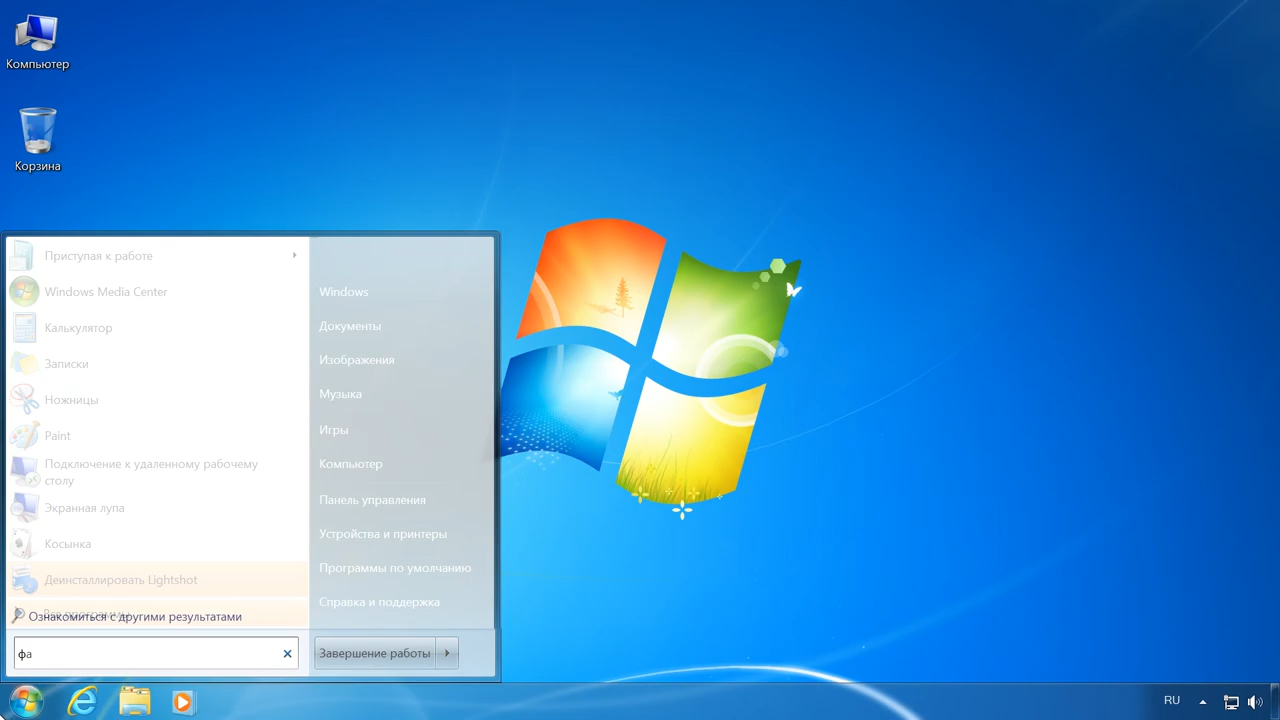 Компьютер
Корзина
Приступая к работе
Windows Media Center
Калькулятор
Записки
Ножницы
Paint
Подключение к удаленному рабочему
столу
Экранная лупа
Косынка
Деинсталлировать Lightshot
Все программы
Ознакомиться с другими результатами
фа
Windows
Документы
Изображения
Музыка
Игры
Компьютер
Панель управления
Устройства и принтеры
Программы по умолчанию
Справка и поддержка
Завершение работы
RU